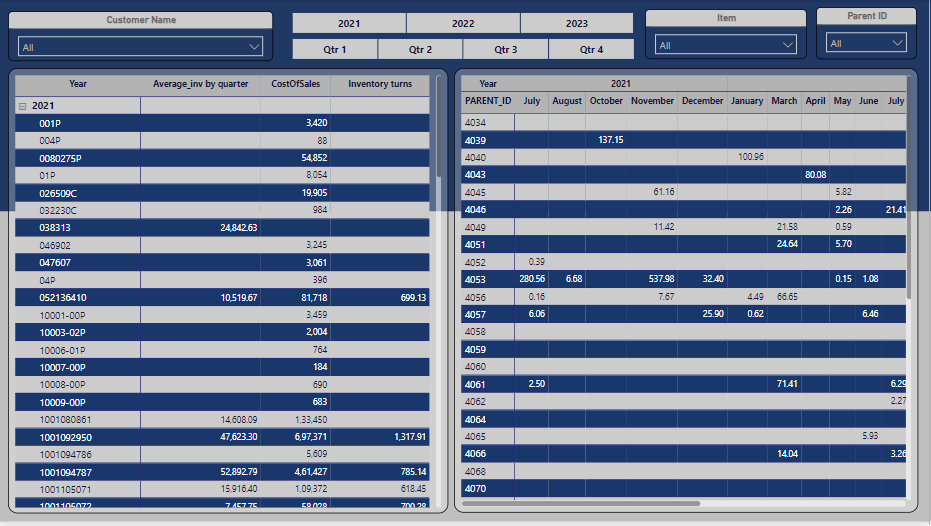 Customer Name
All
2021 2022 2023
Qtr 1 Qtr 2 Qtr 3 Qtr 4
Item
All
Parent ID
All
Year Average_inv by quarter CostOfSales Inventory turns
2021
001P 3,420
004P 88
0080275P 54,852
01P 8,054
026509C 19,905
032230C 984
038313 24,842.63
046902 3,245
047607 3,061
04P 396
052136410 10,519.67 81,718 699.13
10001-00P 3,459
10003-02P 2,004
10006-01P 764
10007-00P 184
10008-00P 690
10009-00P 683
1001080861 14,608.09 1,33,450
1001092950 47,623.30 6,97,371 1,317.91
1001094786 5,609
1001094787 52,892.79 4,61,427 785.14
1001105071 15,916.40 1,09,372 618.45
1001105072 7,457.75 58,028 700.28
Year 2021
PARENT_ID July August October November December January March April May June July
4034
4039 137.15
4040 100.96
4043 80.08
4045 61.16 5.82
4046 2.26 21.41
4049 11.42 21.58 0.59
4051 24.64 5.70
4052 0.39
4053 280.56 6.68 537.98 32.40 0.15 1.08
4056 0.16 7.67 4.49 66.65
4057 6.06 25.90 0.62 6.46
4058
4059
4060
4061 2.50 71.41 6.29
4062 2.27
4064
4065 5.93
4066 14.04 3.26
4068
4070